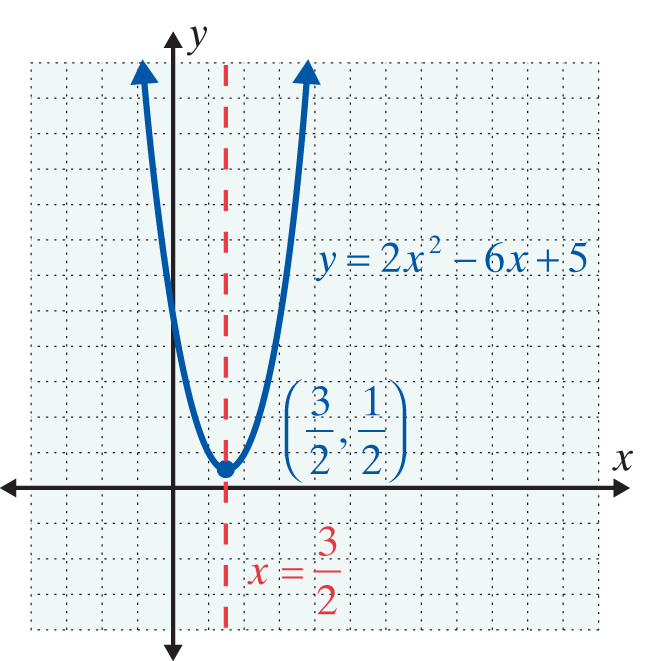 y
y = 2x² − 6x + 5
(3/2, 1/2)
x
x = 3/2